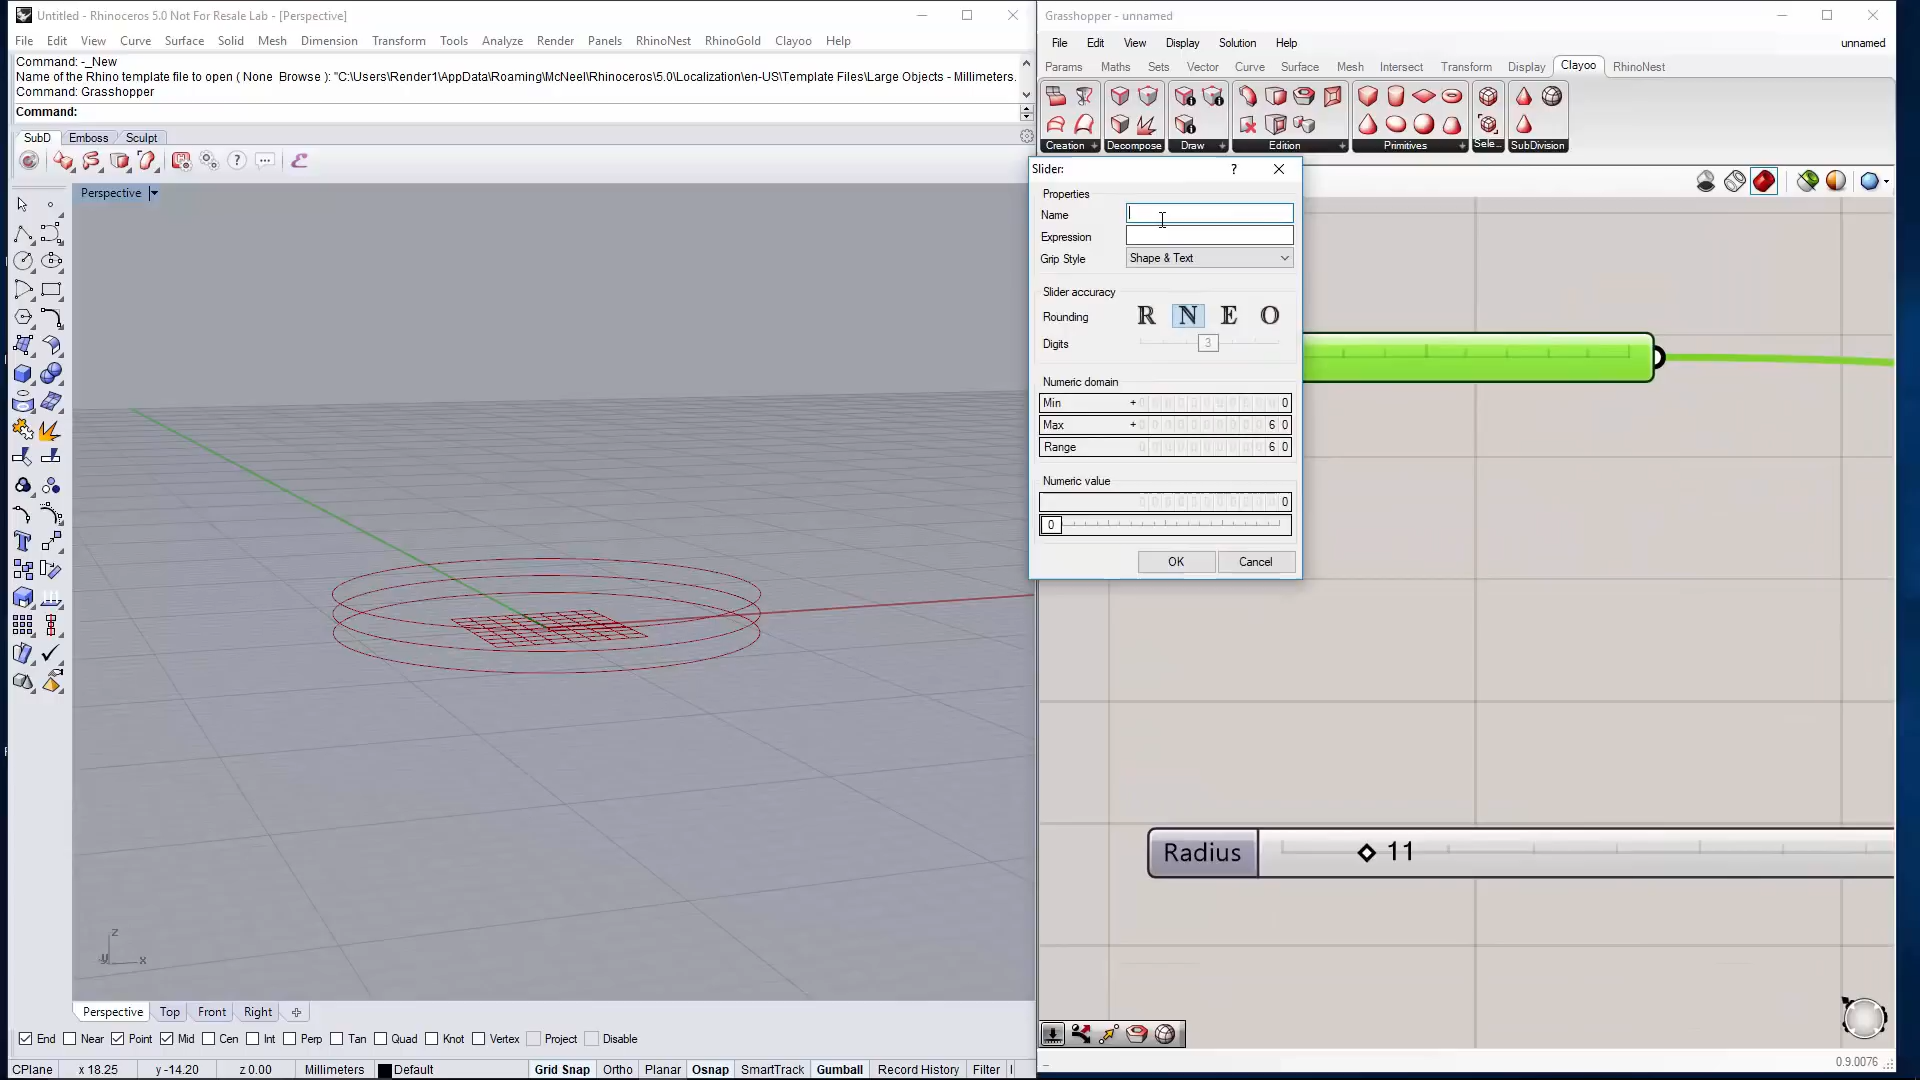 Untitled - Rhinoceros 5.0 Not For Resale Lab - [Perspective]
File Edit View Curve Surface Solid Mesh Dimension Transform Tools Analyze Render Panels RhinoNest RhinoGold Clayoo Help
Command: -_New
Name of the Rhino template file to open ( None Browse ): "C:\Users\Render1\AppData\Roaming\McNeel\Rhinoceros\5.0\Localization\en-US\Template Files\Large Objects - Millimeters.
Command: Grasshopper
Command:
SubD Emboss Sculpt
Perspective
z
y x
Perspective Top Front Right
End Near Point Mid Cen Int Perp Tan Quad Knot Vertex Project Disable
CPlane x 18.25 y -14.20 z 0.00 Millimeters Default Grid Snap Ortho Planar Osnap SmartTrack Gumball Record History Filter
Grasshopper - unnamed
File Edit View Display Solution Help unnamed
Params Maths Sets Vector Curve Surface Mesh Intersect Transform Display Clayoo RhinoNest
Creation Decompose Draw Edition Primitives Sele... SubDivision
Slider: ?
Properties
Name
Expression
Grip Style Shape & Text
Slider accuracy
Rounding R N E O
Digits 3
Numeric domain
Min + 0
Max + 6 0
Range 6 0
Numeric value
0
0
OK Cancel
Radius 11
0.9.0076